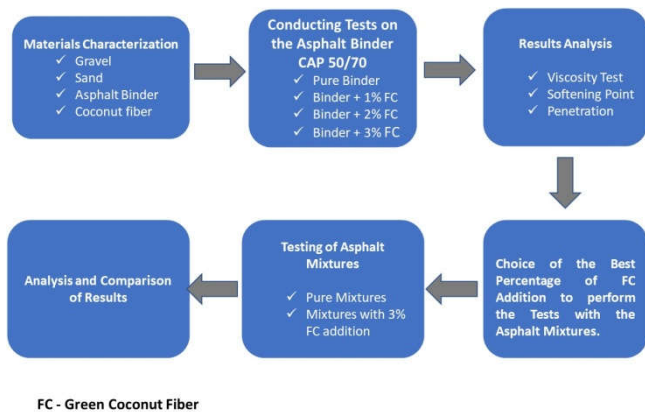 Materials Characterization
✓ Gravel
✓ Sand
✓ Asphalt Binder
✓ Coconut fiber
Conducting Tests on
the Asphalt Binder
CAP 50/70
✓ Pure Binder
✓ Binder + 1% FC
✓ Binder + 2% FC
✓ Binder + 3% FC
Results Analysis
✓ Viscosity Test
✓ Softening Point
✓ Penetration
Choice of the Best
Percentage of FC
Addition to perform
the Tests with the
Asphalt Mixtures.
Testing of Asphalt
Mixtures
✓ Pure Mixtures
✓ Mixtures with 3%
FC addition
Analysis and Comparison
of Results
FC - Green Coconut Fiber